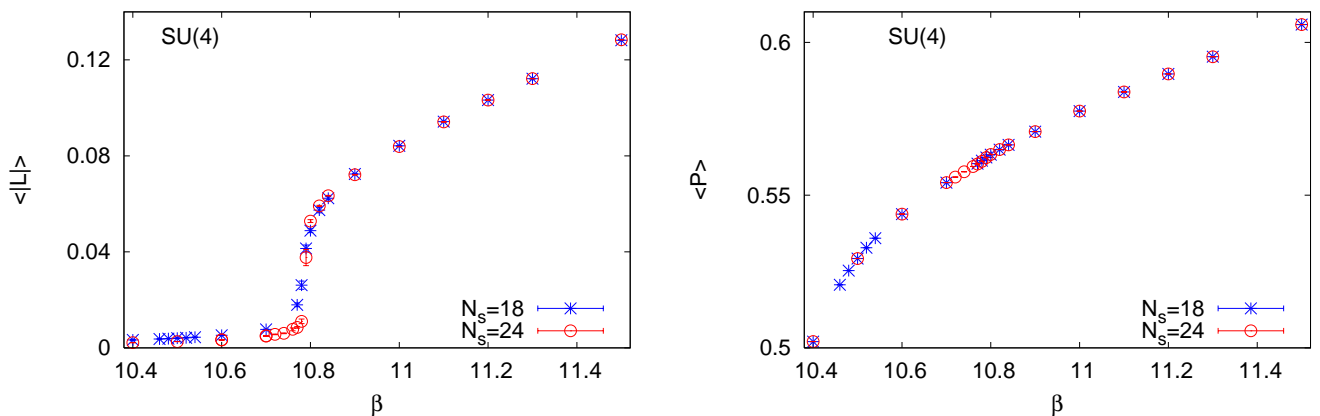 SU(4)
0.12
0.08
0.04
0
<|L|>
N_s=18
N_s=24
10.4 10.6 10.8 11 11.2 11.4
β
SU(4)
0.6
0.55
0.5
<P>
N_s=18
N_s=24
10.4 10.6 10.8 11 11.2 11.4
β